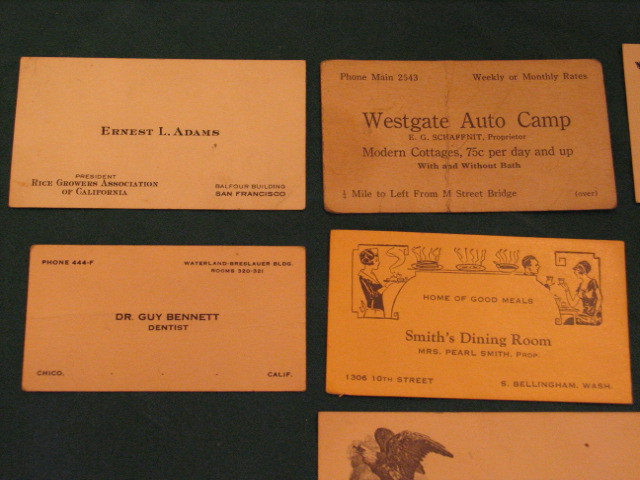 ERNEST L. ADAMS
PRESIDENT
RICE GROWERS ASSOCIATION
OF CALIFORNIA
BALFOUR BUILDING
SAN FRANCISCO
Phone Main 2543
Weekly or Monthly Rates
Westgate Auto Camp
E. G. SCHAFFNIT, Proprietor
Modern Cottages, 75c per day and up
With and Without Bath
½ Mile to Left From M Street Bridge
(over)
PHONE 444-F
WATERLAND-BRESLAUER BLDG.
ROOMS 320-321
DR. GUY BENNETT
DENTIST
CHICO,
CALIF.
HOME OF GOOD MEALS
Smith's Dining Room
MRS. PEARL SMITH, PROP.
1306 10TH STREET
S. BELLINGHAM, WASH.